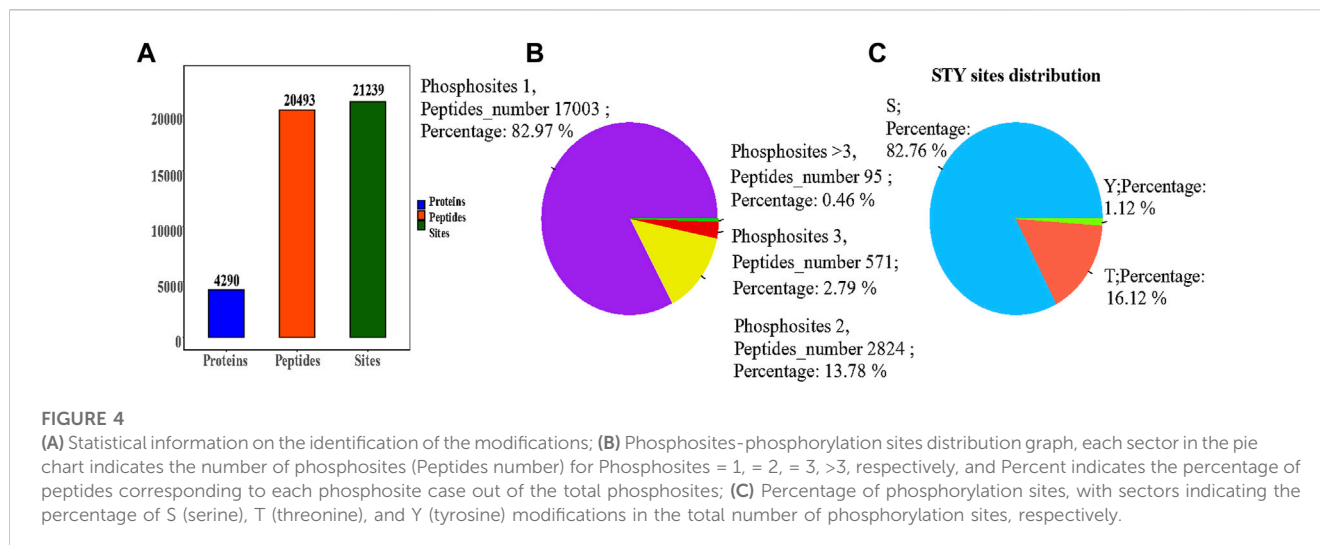 A
20000
15000
10000
5000
0
4290
20493
21239
Proteins
Peptides
Sites
Proteins
Peptides
Sites
B
Phosphosites 1,
Peptides_number 17003 ;
Percentage: 82.97 %
Phosphosites >3,
Peptides_number 95 ;
Percentage: 0.46 %
Phosphosites 3,
Peptides_number 571;
Percentage: 2.79 %
Phosphosites 2,
Peptides_number 2824 ;
Percentage: 13.78 %
C
STY sites distribution
S;
Percentage:
82.76 %
Y;Percentage:
1.12 %
T;Percentage:
16.12 %
FIGURE 4
(A) Statistical information on the identification of the modifications; (B) Phosphosites-phosphorylation sites distribution graph, each sector in the pie
chart indicates the number of phosphosites (Peptides number) for Phosphosites = 1, = 2, = 3, >3, respectively, and Percent indicates the percentage of
peptides corresponding to each phosphosite case out of the total phosphosites; (C) Percentage of phosphorylation sites, with sectors indicating the
percentage of S (serine), T (threonine), and Y (tyrosine) modifications in the total number of phosphorylation sites, respectively.